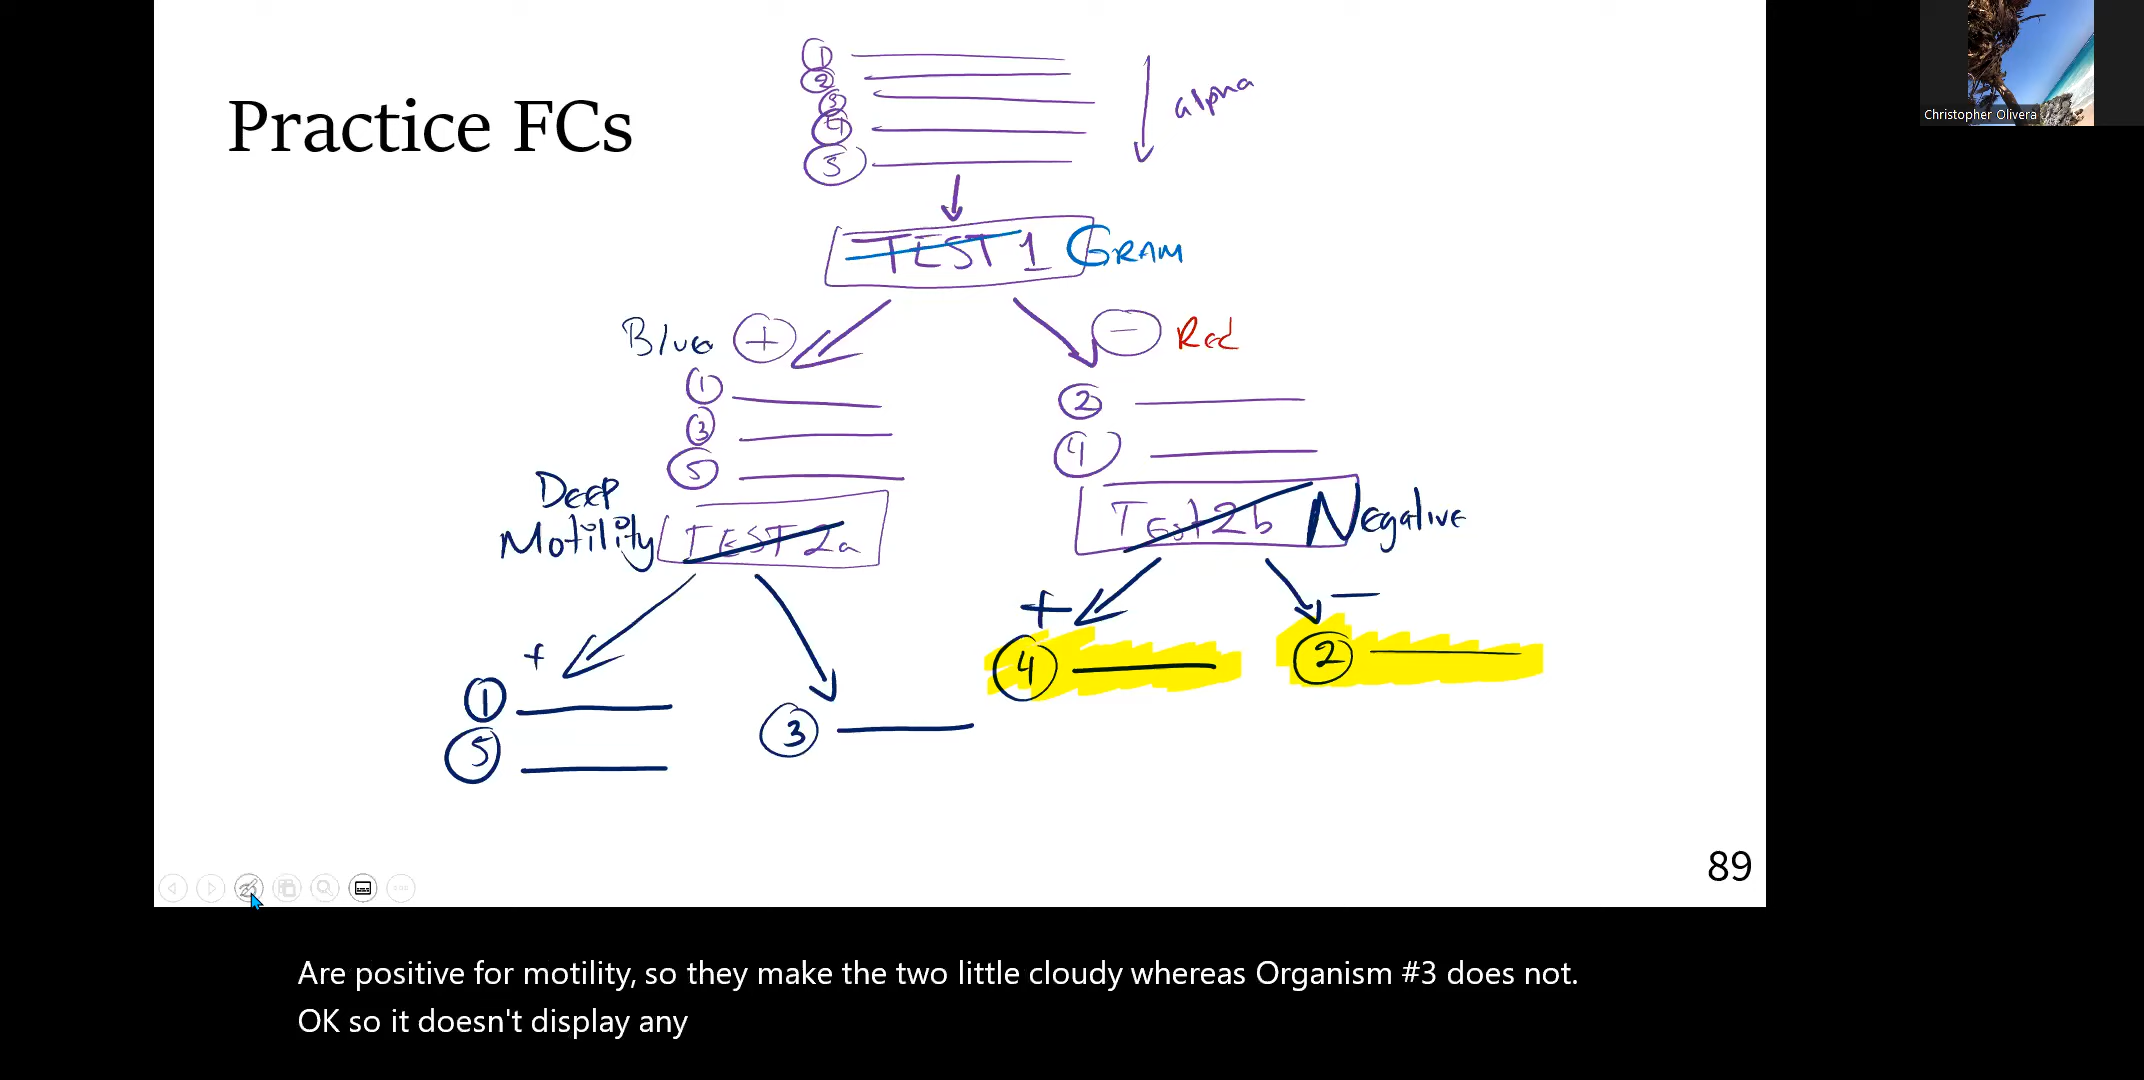 Practice FCs
1
2
3
4
5
alpha
TEST 1 GRAM
Blue +
- Red
1
3
5
2
4
Deep
Motility TEST 2a
Test 2b Negative
+
1
5
3
+
4
-
2
89
Christopher Olivera
Are positive for motility, so they make the two little cloudy whereas Organism #3 does not.
OK so it doesn't display any